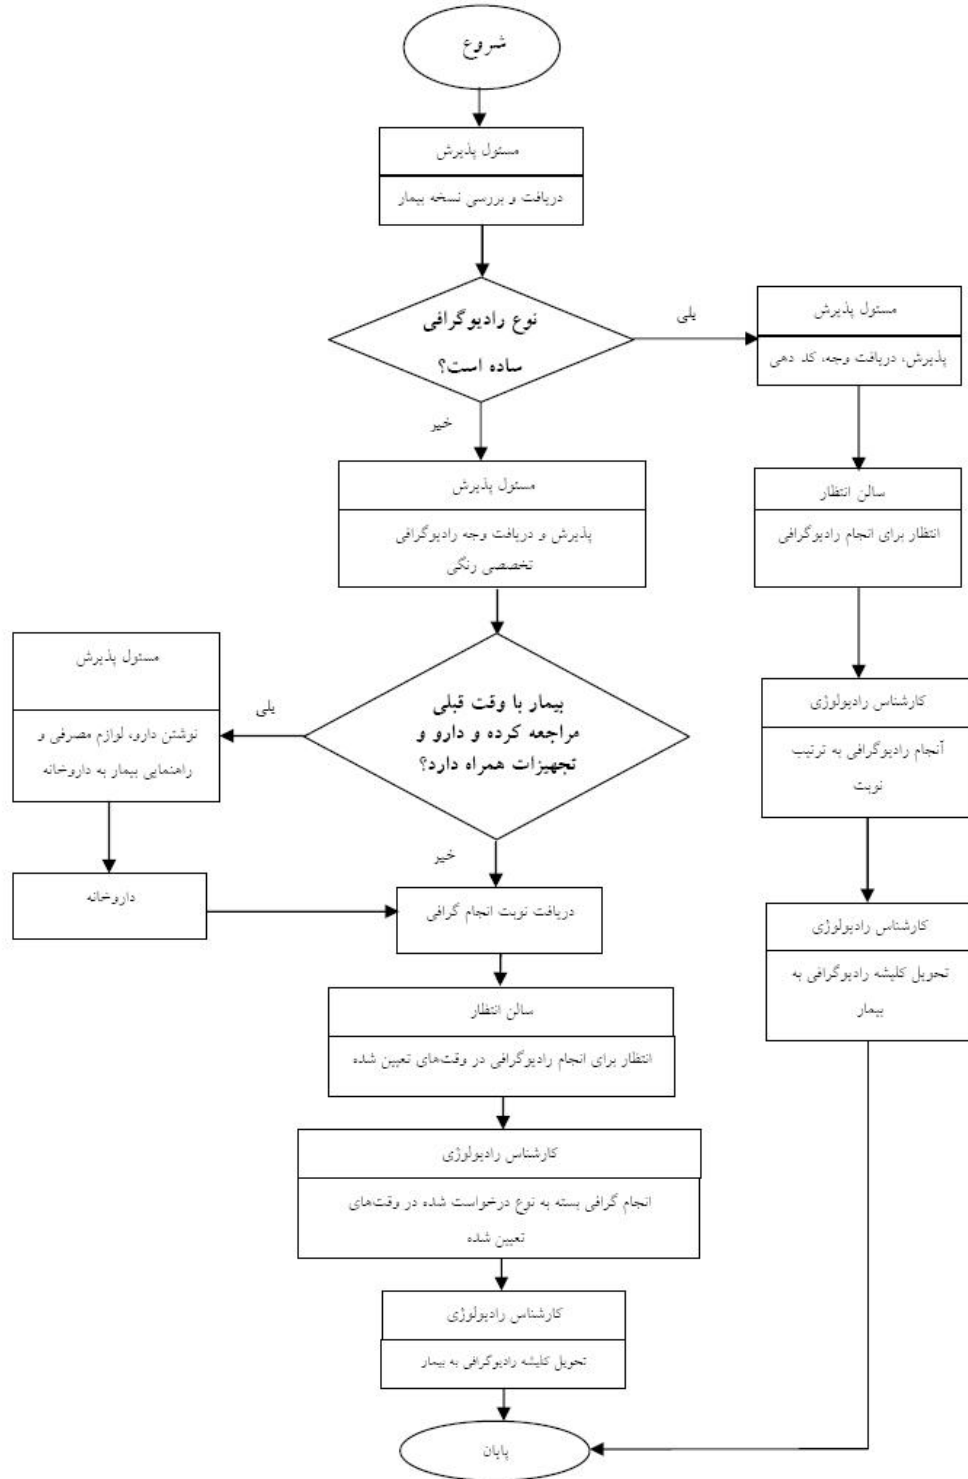 شروع
مسئول پذیرش
دریافت و بررسی نسخه بیمار
نوع رادیوگرافی
ساده است؟
یلی
خیر
مسئول پذیرش
پذیرش، دریافت وجه، کد دهی
سالن انتظار
انتظار برای انجام رادیوگرافی
کارشناس رادیولوژی
آنجام رادیوگرافی به ترتیب
نوبت
کارشناس رادیولوژی
تحویل کلیشه رادیوگرافی به
بیمار
مسئول پذیرش
پذیرش و دریافت وجه رادیوگرافی
تخصصی رنگی
بیمار با وقت قبلی
مراجعه کرده و دارو و
تجهیزات همراه دارد؟
یلی
خیر
مسئول پذیرش
نوشتن دارو، لوازم مصرفی و
راهنمایی بیمار به داروخانه
داروخانه
دریافت نوبت انجام گرافی
سالن انتظار
انتظار برای انجام رادیوگرافی در وقت‌های تعیین شده
کارشناس رادیولوژی
انجام گرافی بسته به نوع درخواست شده در وقت‌های
تعیین شده
کارشناس رادیولوژی
تحویل کلیشه رادیوگرافی به بیمار
پایان